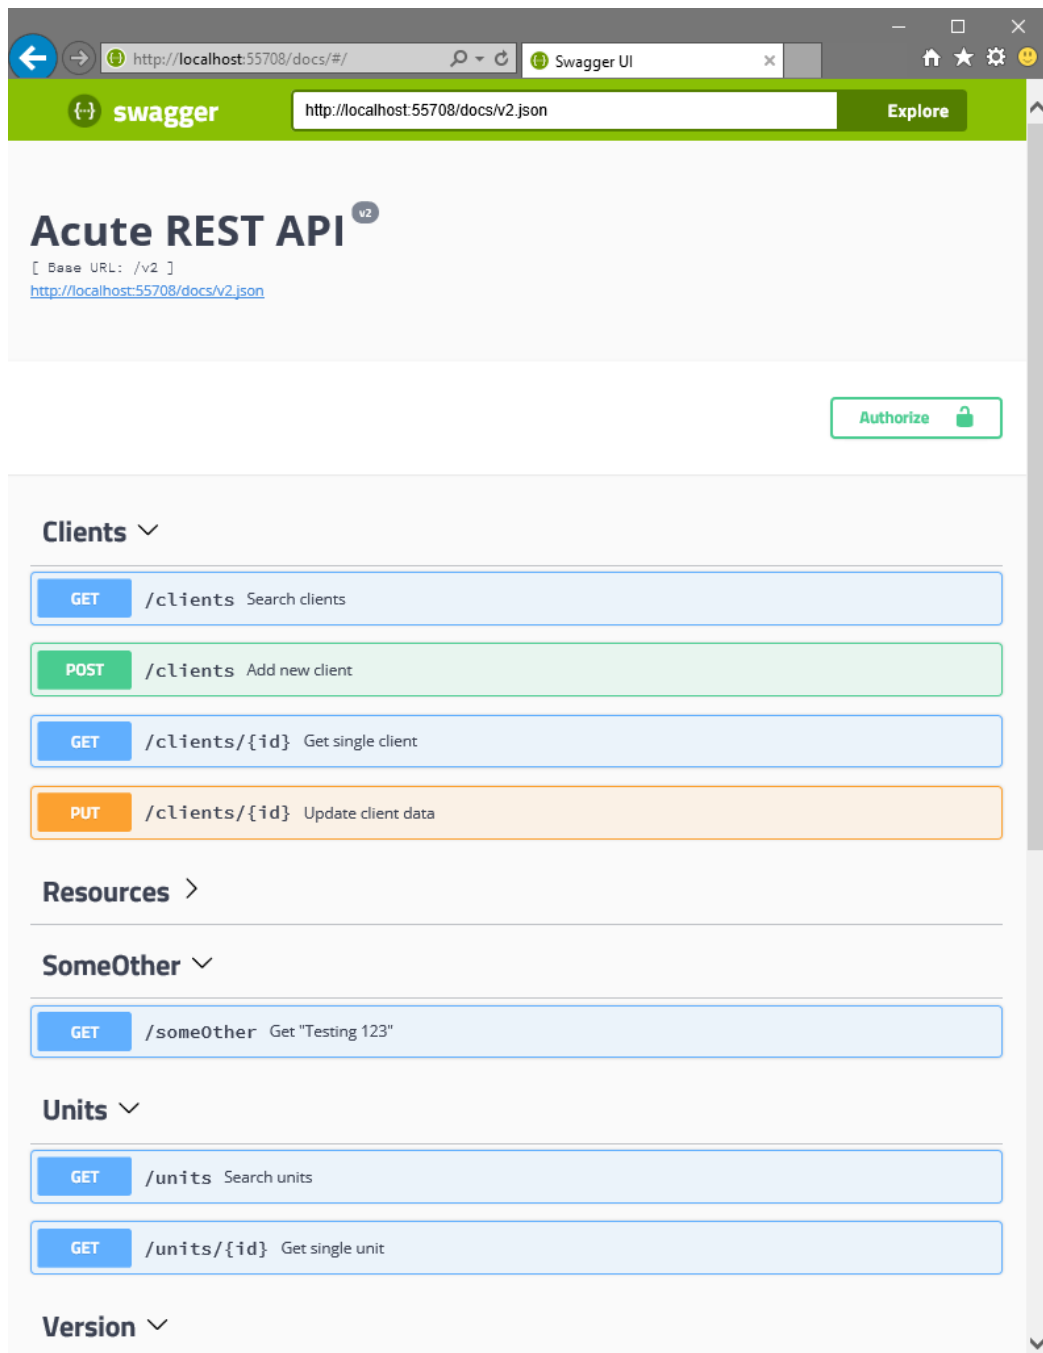 http://localhost:55708/docs/#/
Swagger UI
swagger
http://localhost:55708/docs/v2.json
Explore
Acute REST API v2
[ Base URL: /v2 ]
http://localhost:55708/docs/v2.json
Authorize
Clients
GET /clients Search clients
POST /clients Add new client
GET /clients/{id} Get single client
PUT /clients/{id} Update client data
Resources
SomeOther
GET /someOther Get "Testing 123"
Units
GET /units Search units
GET /units/{id} Get single unit
Version